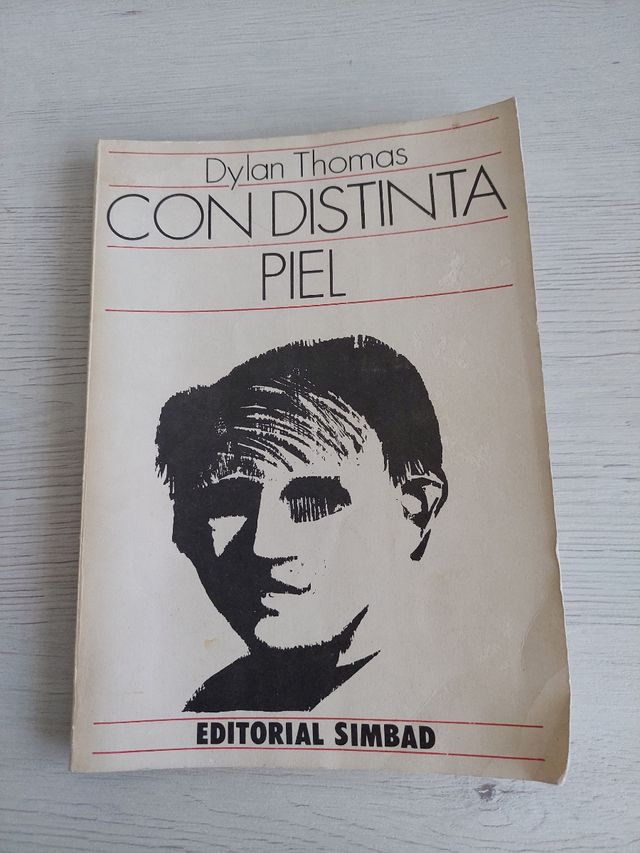 Dylan Thomas
CON DISTINTA
PIEL
EDITORIAL SIMBAD